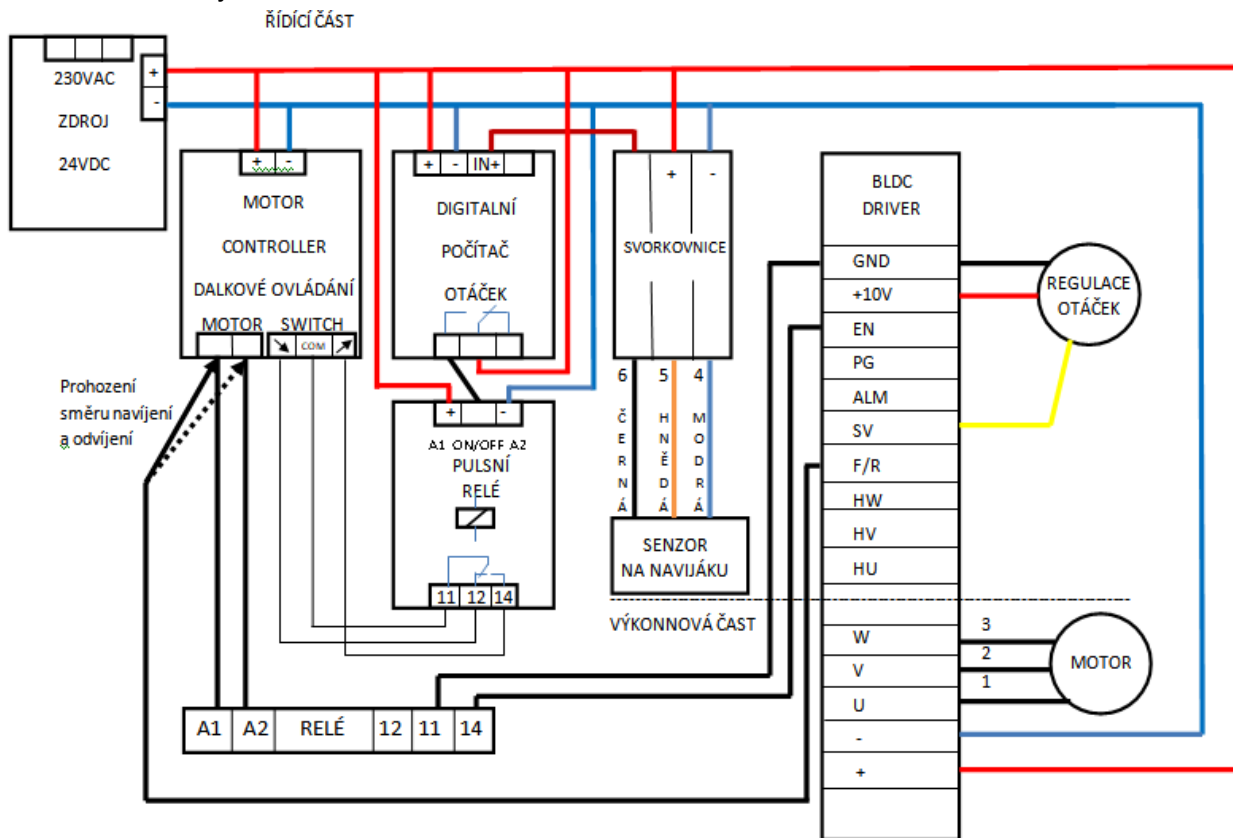 ŘÍDÍCÍ ČÁST
230VAC
ZDROJ
24VDC
+
-
+ -
MOTOR
CONTROLLER
DALKOVÉ OVLÁDÁNÍ
MOTOR SWITCH
COM
+ - IN+
DIGITALNÍ
POČÍTAČ
OTÁČEK
+ -
SVORKOVNICE
6 5 4
ČERNÁ
HNĚDÁ
MODRÁ
SENZOR
NA NAVIJÁKU
Prohození
směru navíjení
a odvíjení
+ -
A1 ON/OFF A2
PULSNÍ
RELÉ
11 12 14
A1 A2 RELÉ 12 11 14
VÝKONNOVÁ ČAST
BLDC
DRIVER
GND
+10V
EN
PG
ALM
SV
F/R
HW
HV
HU
W
V
U
-
+
REGULACE
OTÁČEK
3
2
1
MOTOR